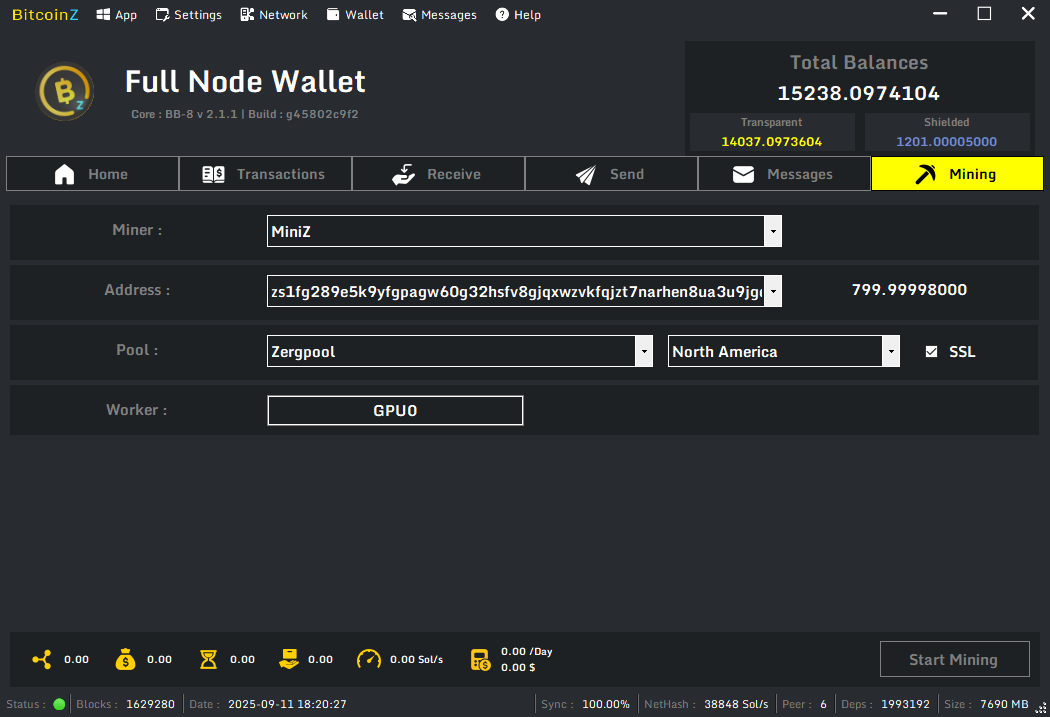 BitcoinZ App Settings Network Wallet Messages Help
Full Node Wallet
Core : BB-8 v 2.1.1 | Build : g45802c9f2
Total Balances
15238.0974104
Transparent Shielded
14037.0973604 1201.00005000
Home Transactions Receive Send Messages Mining
Miner : MiniZ
Address : zs1fg289e5k9yfgpagw60g32hsfv8gjqxwzvkfqjzt7narhen8ua3u9jg 799.99998000
Pool : Zergpool North America SSL
Worker : GPU0
0.00 0.00 0.00 0.00 0.00 Sol/s 0.00 /Day
0.00 $
Start Mining
Status : Blocks : 1629280 Date : 2025-09-11 18:20:27 Sync : 100.00% NetHash : 38848 Sol/s Peer : 6 Deps : 1993192 Size : 7690 MB